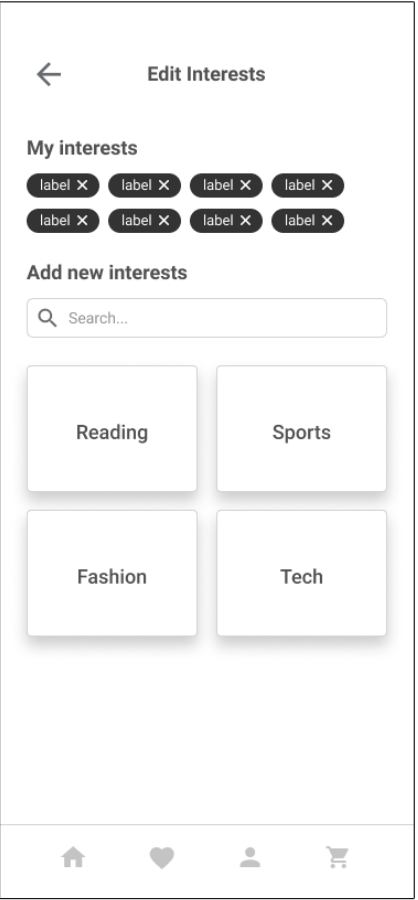 Edit Interests
My interests
label label label label
label label label label
Add new interests
Search...
Reading Sports
Fashion Tech